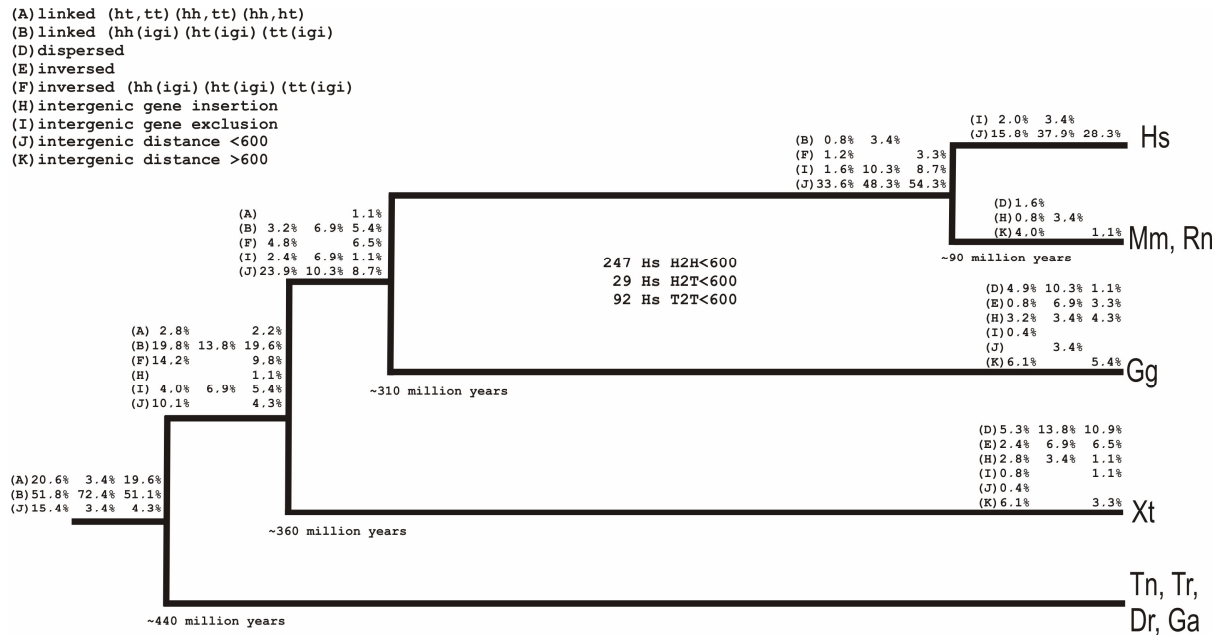 (A)linked (ht,tt)(hh,tt)(hh,ht)
(B)linked (hh(igi)(ht(igi)(tt(igi)
(D)dispersed
(E)inversed
(F)inversed (hh(igi)(ht(igi)(tt(igi)
(H)intergenic gene insertion
(I)intergenic gene exclusion
(J)intergenic distance <600
(K)intergenic distance >600
(I) 2.0% 3.4%
(J)15.8% 37.9% 28.3%
Hs
(B) 0.8% 3.4%
(F) 1.2% 3.3%
(I) 1.6% 10.3% 8.7%
(J)33.6% 48.3% 54.3%
(D)1.6%
(H)0.8% 3.4%
(K)4.0% 1.1%
Mm, Rn
~90 million years
(A) 1.1%
(B) 3.2% 6.9% 5.4%
(F) 4.8% 6.5%
(I) 2.4% 6.9% 1.1%
(J)23.9% 10.3% 8.7%
247 Hs H2H<600
29 Hs H2T<600
92 Hs T2T<600
(D)4.9% 10.3% 1.1%
(E)0.8% 6.9% 3.3%
(H)3.2% 3.4% 4.3%
(I)0.4%
(J) 3.4%
(K)6.1% 5.4%
Gg
~310 million years
(A) 2.8% 2.2%
(B)19.8% 13.8% 19.6%
(F)14.2% 9.8%
(H) 1.1%
(I) 4.0% 6.9% 5.4%
(J)10.1% 4.3%
(D)5.3% 13.8% 10.9%
(E)2.4% 6.9% 6.5%
(H)2.8% 3.4% 1.1%
(I)0.8% 1.1%
(J)0.4%
(K)6.1% 3.3%
Xt
~360 million years
(A)20.6% 3.4% 19.6%
(B)51.8% 72.4% 51.1%
(J)15.4% 3.4% 4.3%
Tn, Tr,
Dr, Ga
~440 million years